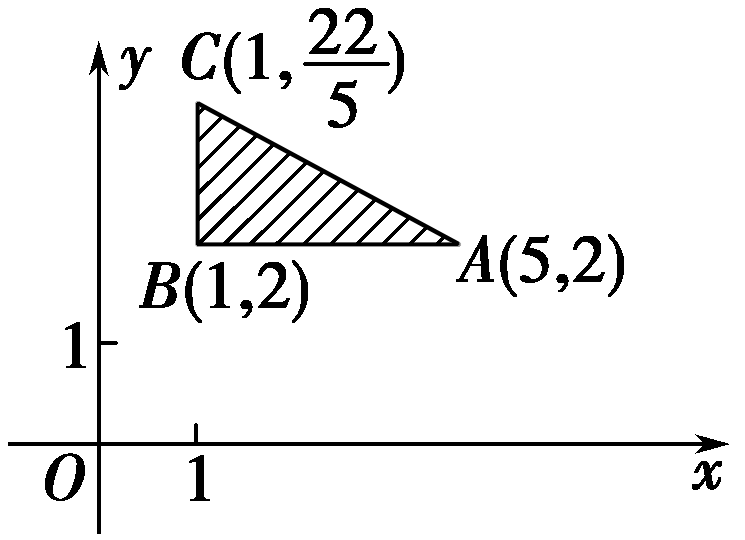 y
C(1, 22/5)
B(1,2)
A(5,2)
1
O
1
x